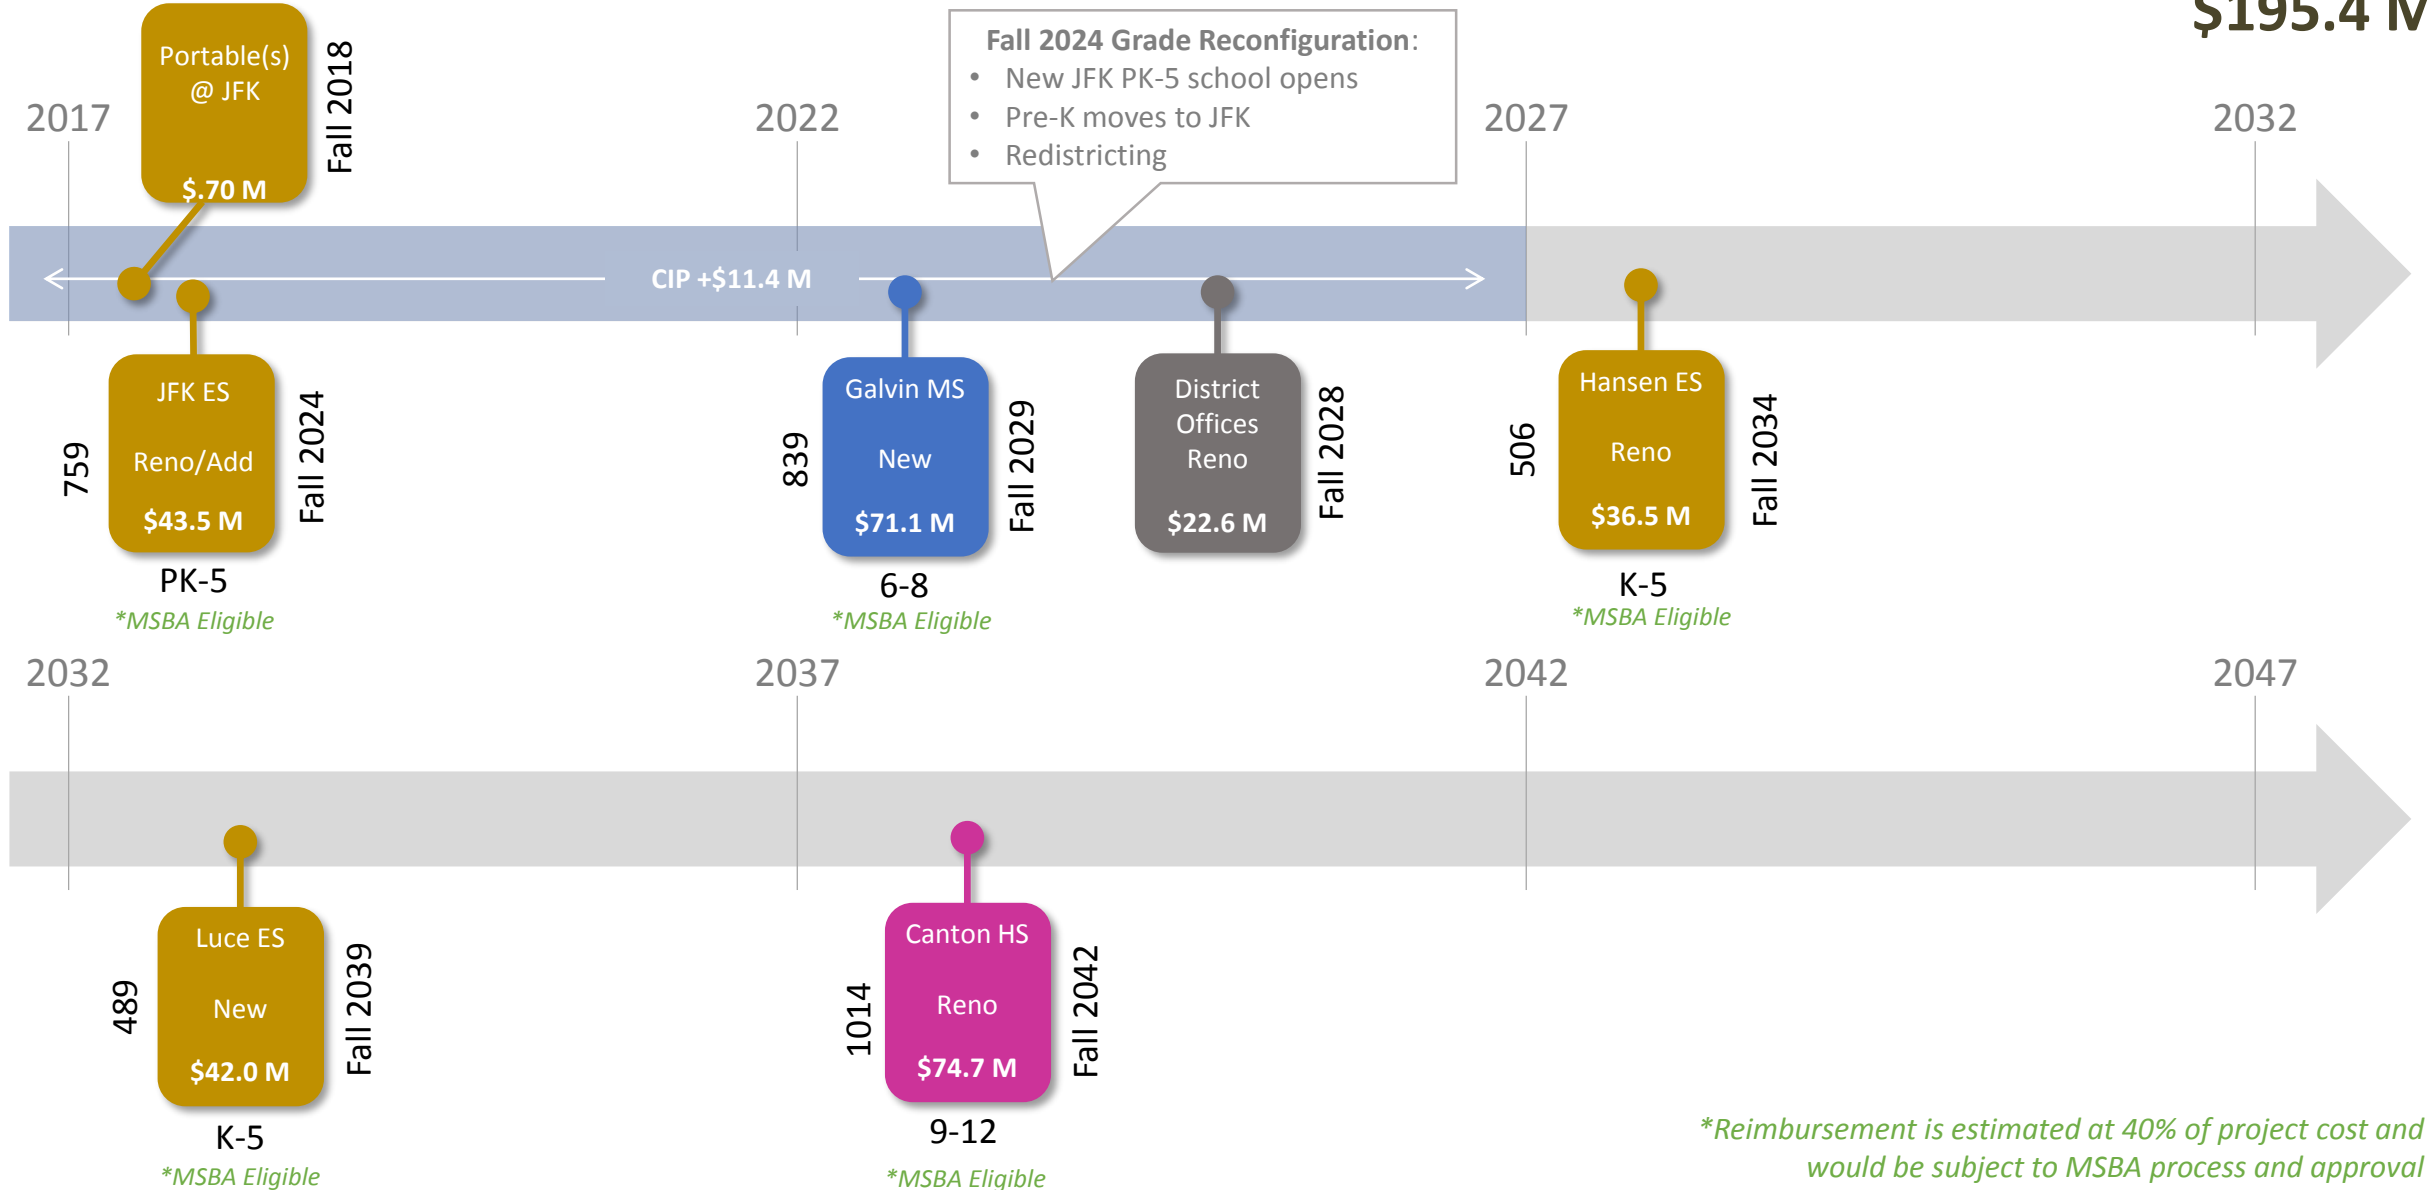 $195.4 M
Portable(s)
@ JFK
$.70 M
Fall 2018
Fall 2024 Grade Reconfiguration:
• New JFK PK-5 school opens
• Pre-K moves to JFK
• Redistricting
2017
2022
2027
2032
CIP +$11.4 M
759
JFK ES
Reno/Add
$43.5 M
Fall 2024
PK-5
*MSBA Eligible
839
Galvin MS
New
$71.1 M
Fall 2029
6-8
*MSBA Eligible
District
Offices
Reno
$22.6 M
Fall 2028
506
Hansen ES
Reno
$36.5 M
Fall 2034
K-5
*MSBA Eligible
2032
2037
2042
2047
489
Luce ES
New
$42.0 M
Fall 2039
K-5
*MSBA Eligible
1014
Canton HS
Reno
$74.7 M
Fall 2042
9-12
*MSBA Eligible
*Reimbursement is estimated at 40% of project cost and
would be subject to MSBA process and approval